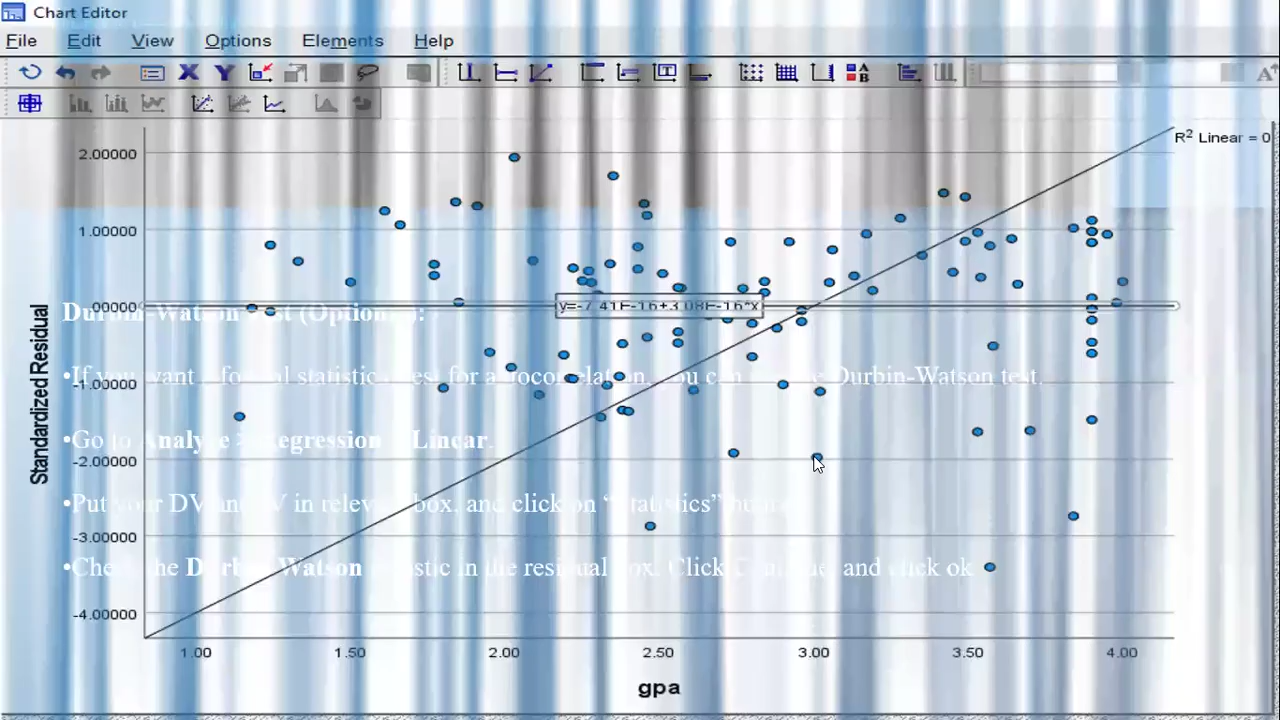 Chart Editor
File Edit View Options Elements Help
R² Linear = 0
2.00000
1.00000
.00000
-1.00000
-2.00000
-3.00000
-4.00000
Standardized Residual
y=-7.41E-16+3.08E-16*x
1.00 1.50 2.00 2.50 3.00 3.50 4.00
gpa
Durbin-Watson Test (Optional):
•If you want a formal statistical test for autocorrelation, you can the Durbin-Watson test.
•Go to Analyze > Regression > Linear.
•Put your DV and IV in relevant box, and click on “Statistics” button
•Check the Durbin-Watson statistic in the residual box. Click Continue, and click ok